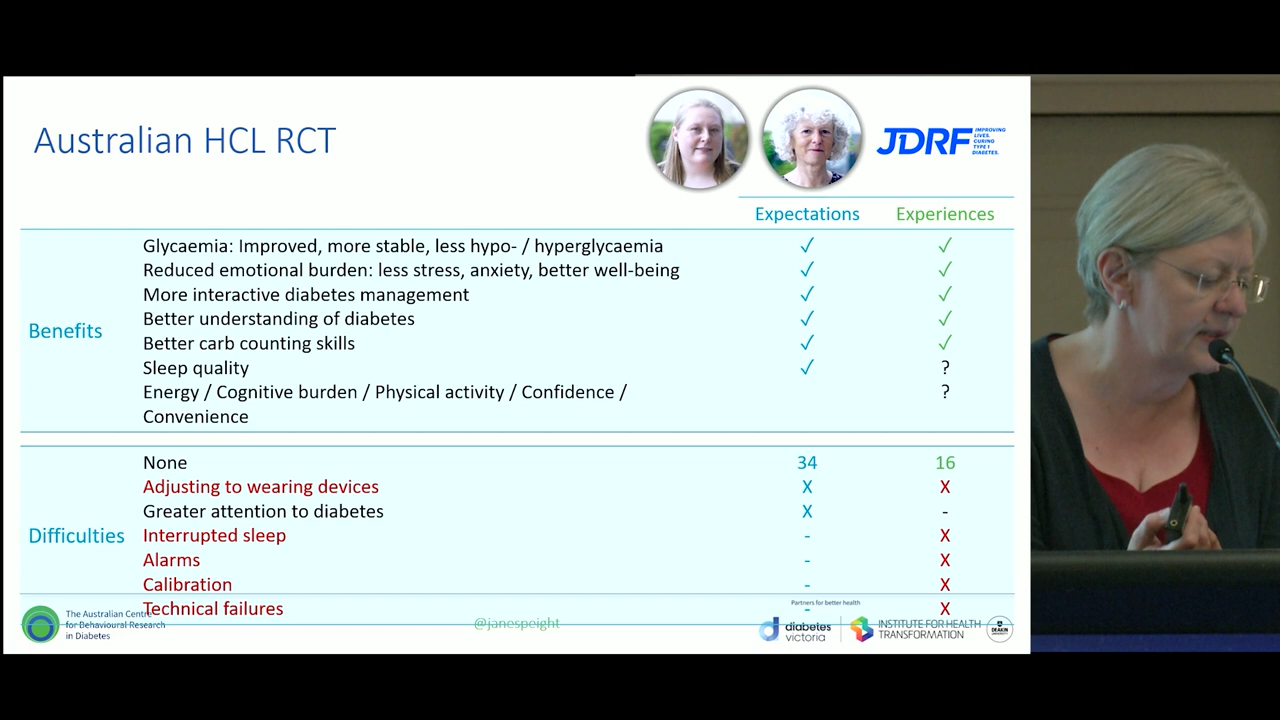 Australian HCL RCT
JDRF IMPROVING
LIVES.
CURING
TYPE 1
DIABETES.
Expectations Experiences
Benefits
Glycaemia: Improved, more stable, less hypo- / hyperglycaemia ✓ ✓
Reduced emotional burden: less stress, anxiety, better well-being ✓ ✓
More interactive diabetes management ✓ ✓
Better understanding of diabetes ✓ ✓
Better carb counting skills ✓ ✓
Sleep quality ✓ ?
Energy / Cognitive burden / Physical activity / Confidence / ?
Convenience
Difficulties
None 34 16
Adjusting to wearing devices X X
Greater attention to diabetes X -
Interrupted sleep - X
Alarms - X
Calibration - X
Technical failures - X
The Australian Centre
for Behavioural Research
in Diabetes
@janespeight
Partners for better health
diabetes
victoria
INSTITUTE FOR HEALTH
TRANSFORMATION
DEAKIN
UNIVERSITY